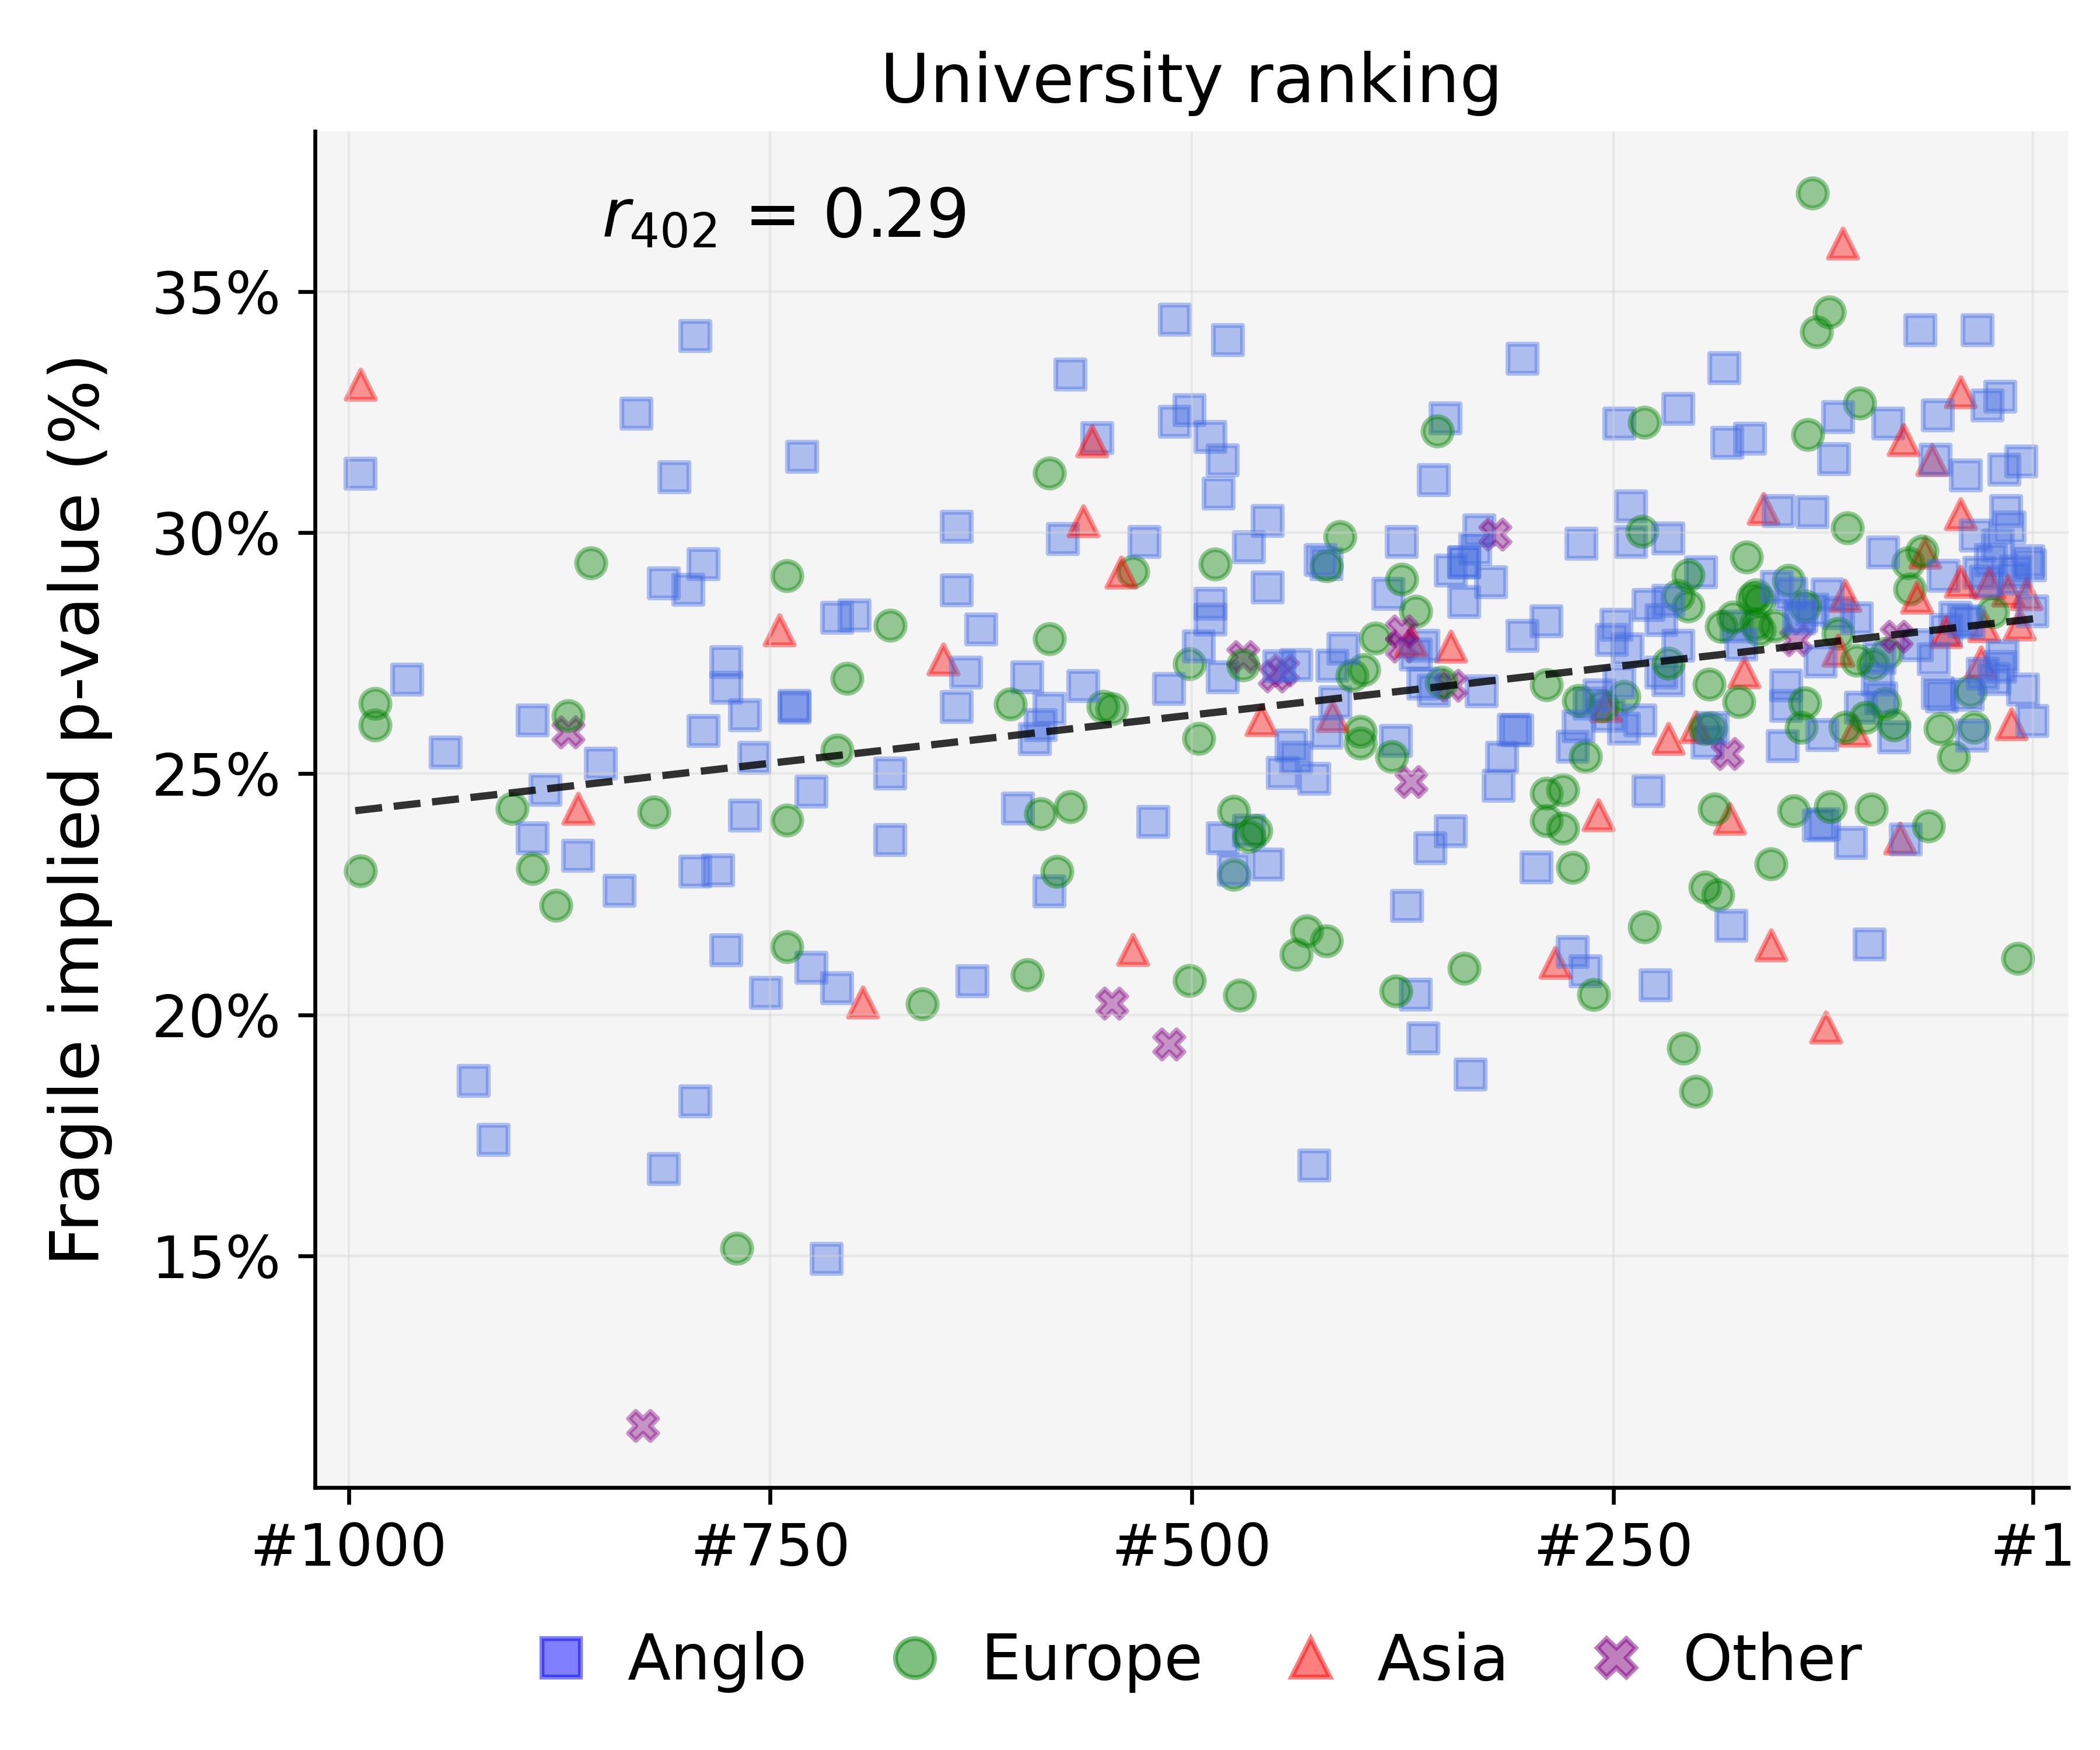 University ranking
r402 = 0.29
Fragile implied p-value (%)
35%
30%
25%
20%
15%
#1000 #750 #500 #250 #1
Anglo Europe Asia Other